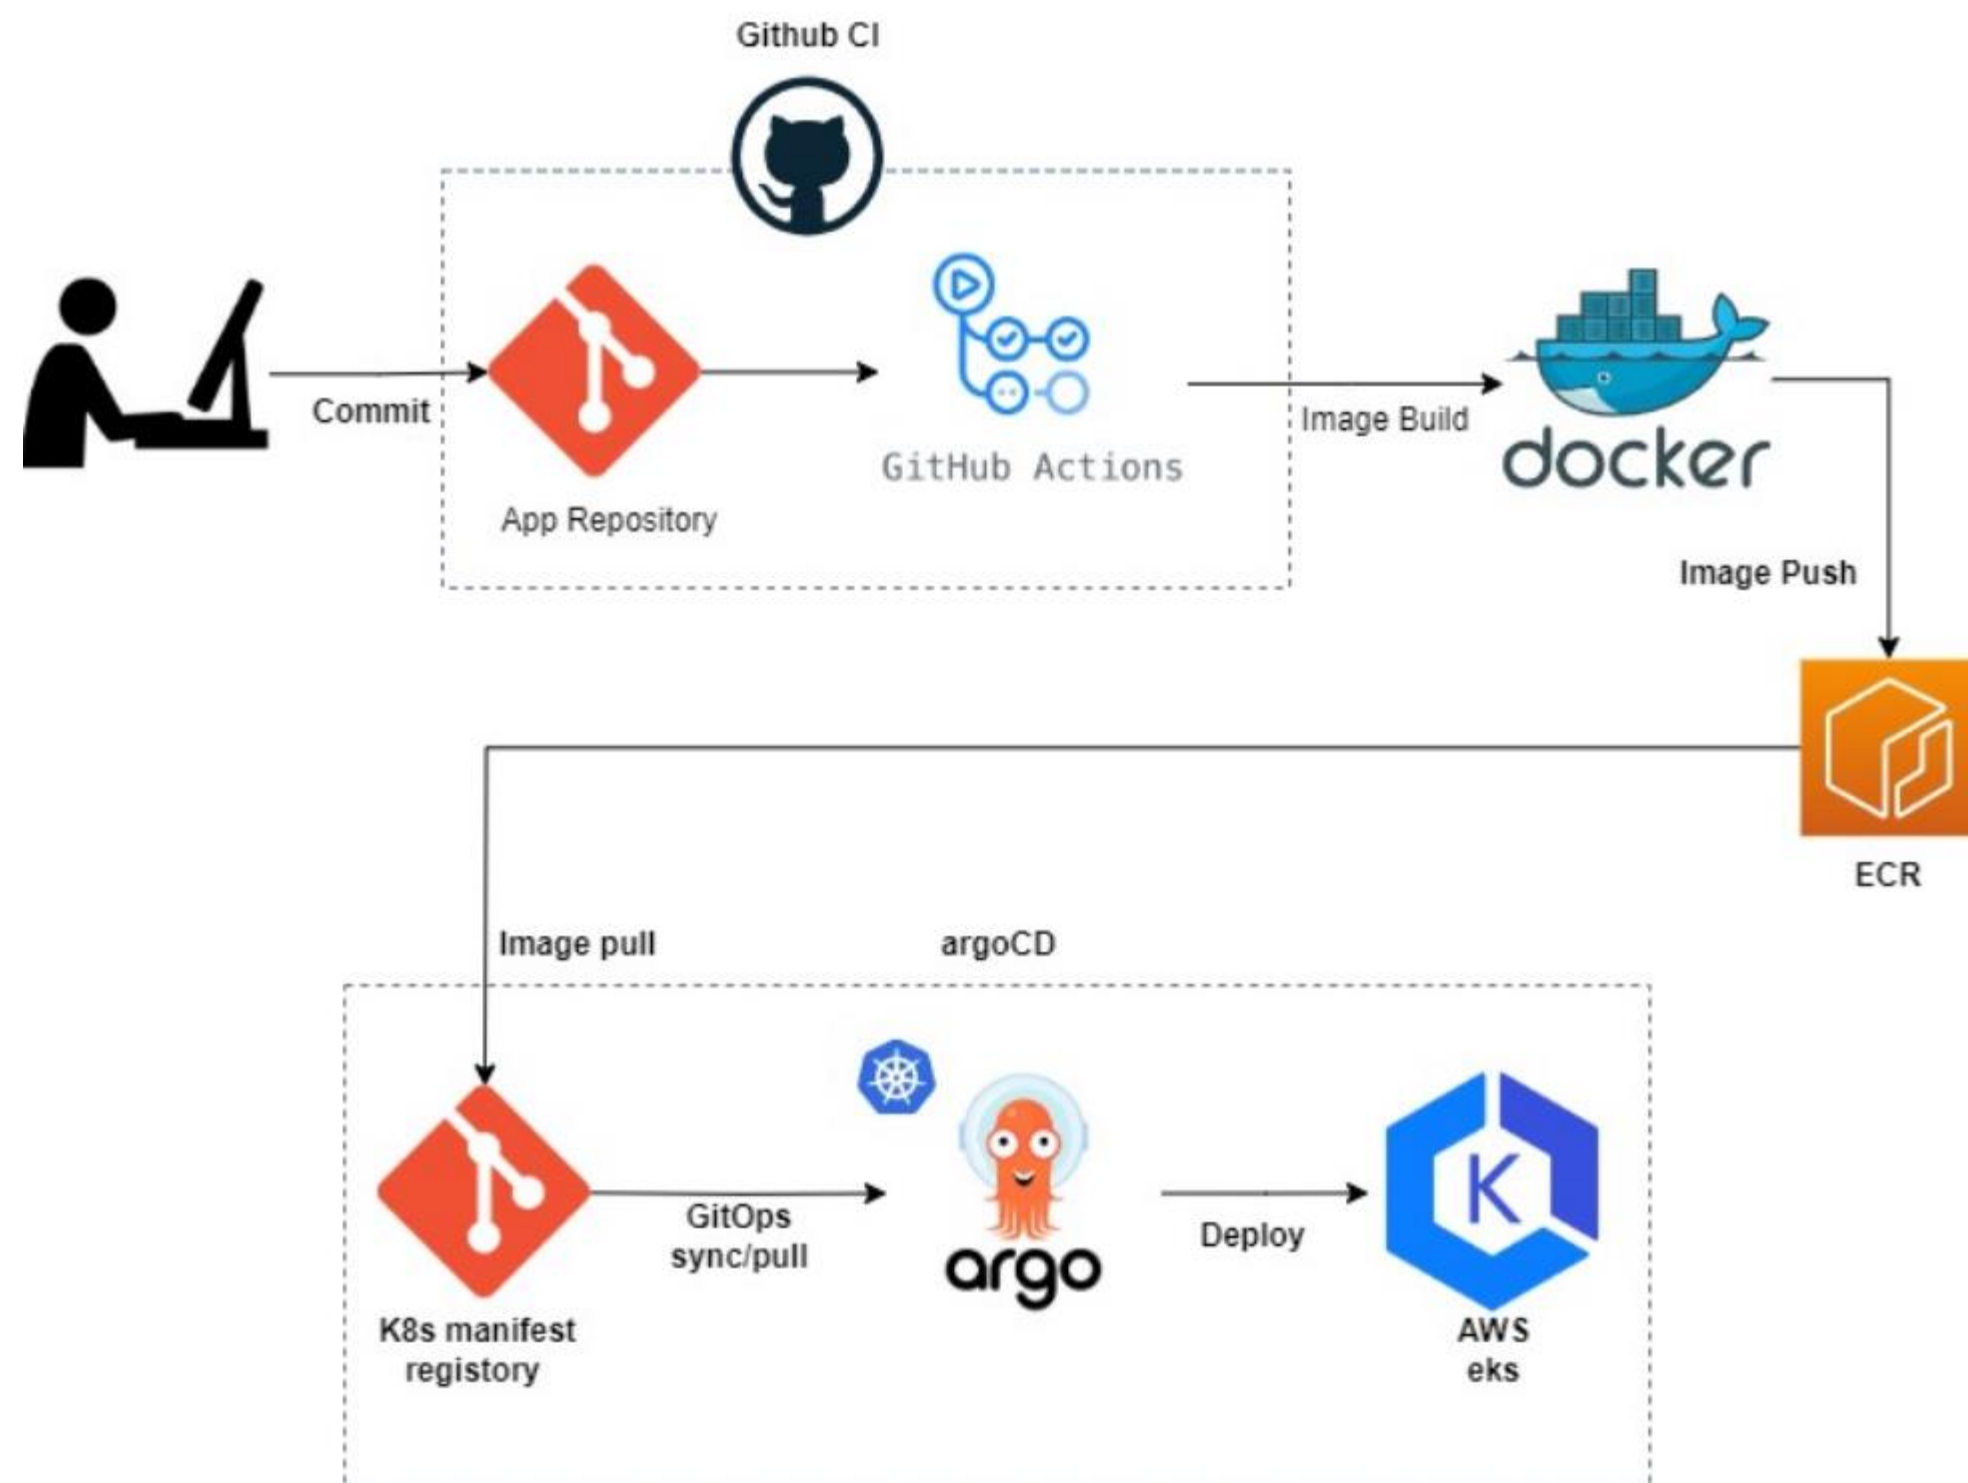 Github CI
Commit
App Repository
GitHub Actions
Image Build
docker
Image Push
ECR
Image pull
argoCD
GitOps
sync/pull
argo
Deploy
K
K8s manifest
registory
AWS
eks